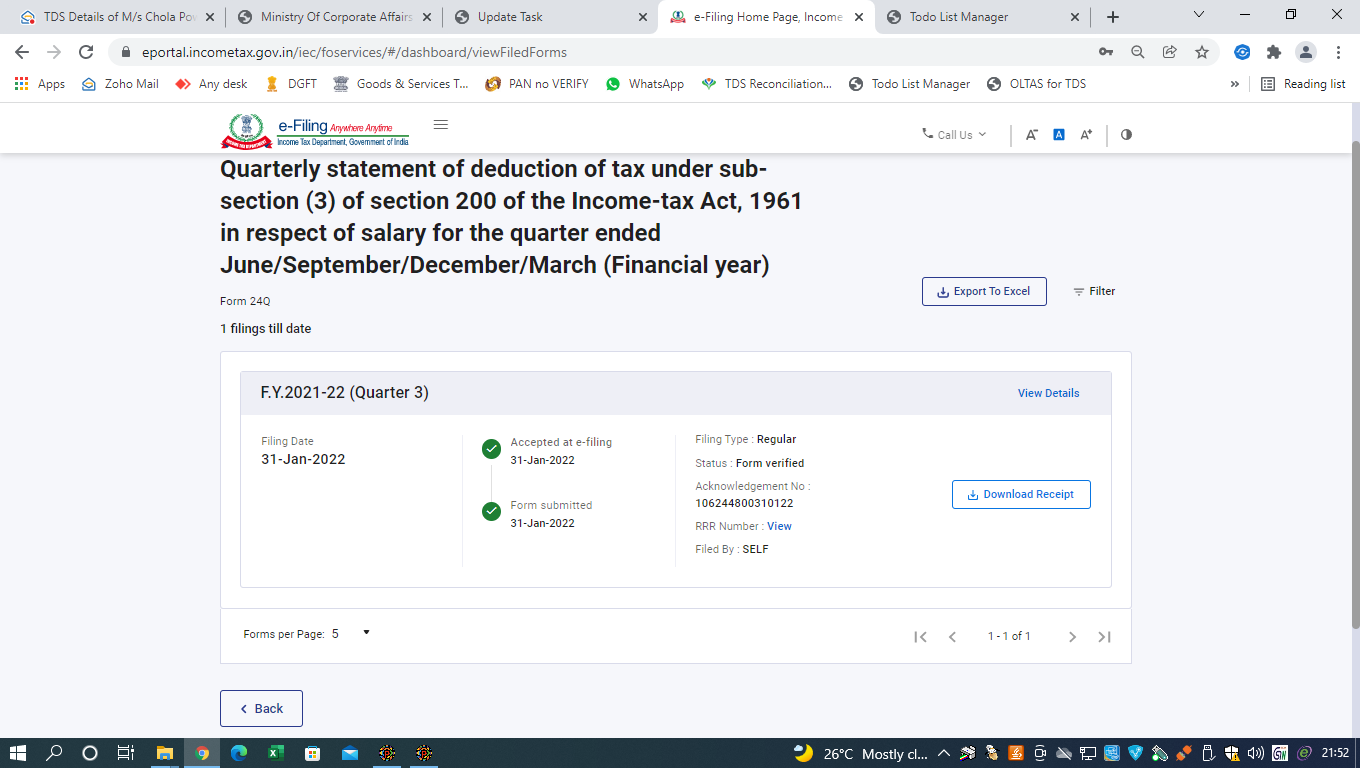 TDS Details of M/s Chola Po
Ministry Of Corporate Affairs
Update Task
e-Filing Home Page, Income
Todo List Manager
eportal.incometax.gov.in/iec/foservices/#/dashboard/viewFiledForms
Apps
Zoho Mail
Any desk
DGFT
Goods & Services T...
PAN no VERIFY
WhatsApp
TDS Reconciliation...
Todo List Manager
OLTAS for TDS
»
Reading list
e-Filing Anywhere Anytime
Income Tax Department, Government of India
Call Us
A-
A
A+
Quarterly statement of deduction of tax under sub-
section (3) of section 200 of the Income-tax Act, 1961
in respect of salary for the quarter ended
June/September/December/March (Financial year)
Export To Excel
Filter
Form 24Q
1 filings till date
F.Y.2021-22 (Quarter 3)
View Details
Filing Date
31-Jan-2022
Accepted at e-filing
31-Jan-2022
Form submitted
31-Jan-2022
Filing Type : Regular
Status : Form verified
Acknowledgement No :
106244800310122
RRR Number : View
Filed By : SELF
Download Receipt
Forms per Page: 5
1 - 1 of 1
Back
26°C Mostly cl...
21:52